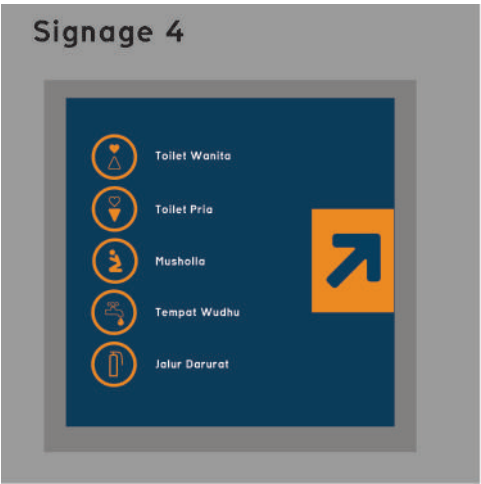 Signage 4
Toilet Wanita
Toilet Pria
Musholla
Tempat Wudhu
Jalur Darurat